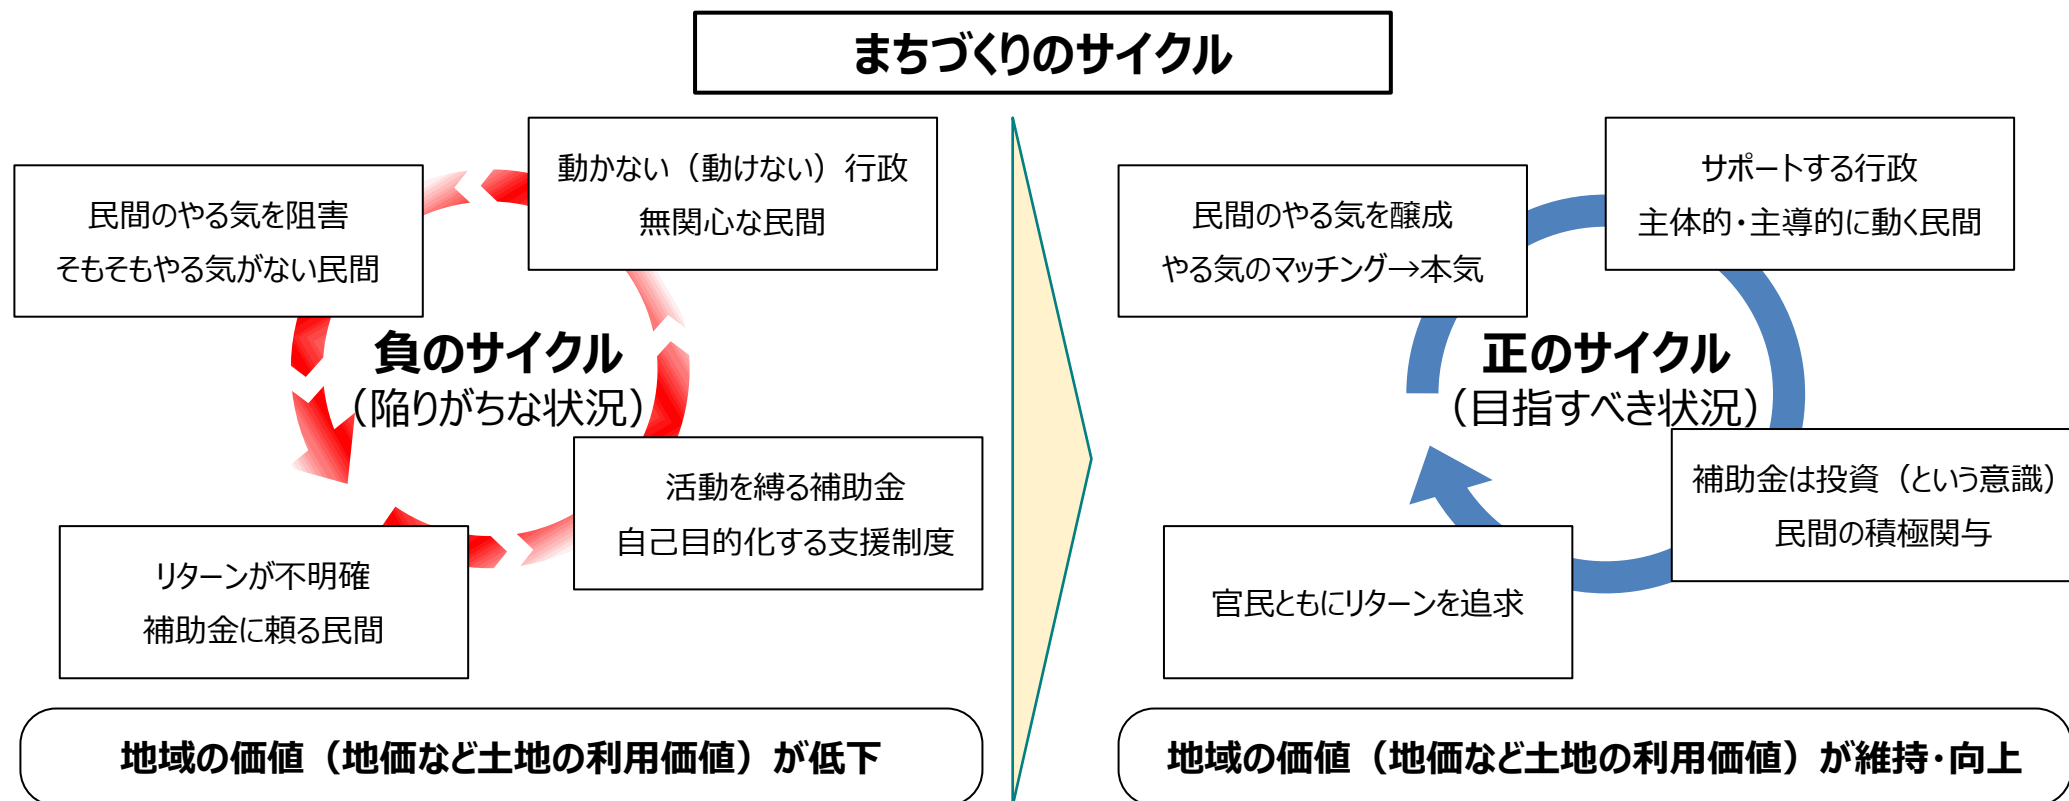 まちづくりのサイクル
動かない（動けない）行政
無関心な民間
民間のやる気を阻害
そもそもやる気がない民間
負のサイクル
（陥りがちな状況）
活動を縛る補助金
自己目的化する支援制度
リターンが不明確
補助金に頼る民間
地域の価値（地価など土地の利用価値）が低下
サポートする行政
主体的・主導的に動く民間
民間のやる気を醸成
やる気のマッチング→本気
正のサイクル
（目指すべき状況）
補助金は投資（という意識）
民間の積極関与
官民ともにリターンを追求
地域の価値（地価など土地の利用価値）が維持・向上